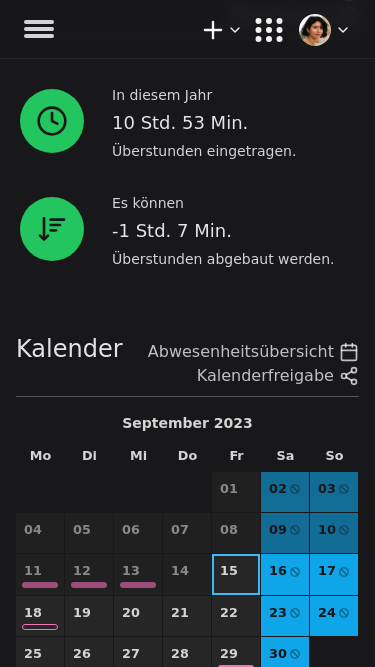 In diesem Jahr
10 Std. 53 Min.
Überstunden eingetragen.
Es können
-1 Std. 7 Min.
Überstunden abgebaut werden.
Kalender
Abwesenheitsübersicht
Kalenderfreigabe
September 2023
Mo Di Mi Do Fr Sa So
01 02 03
04 05 06 07 08 09 10
11 12 13 14 15 16 17
18 19 20 21 22 23 24
25 26 27 28 29 30